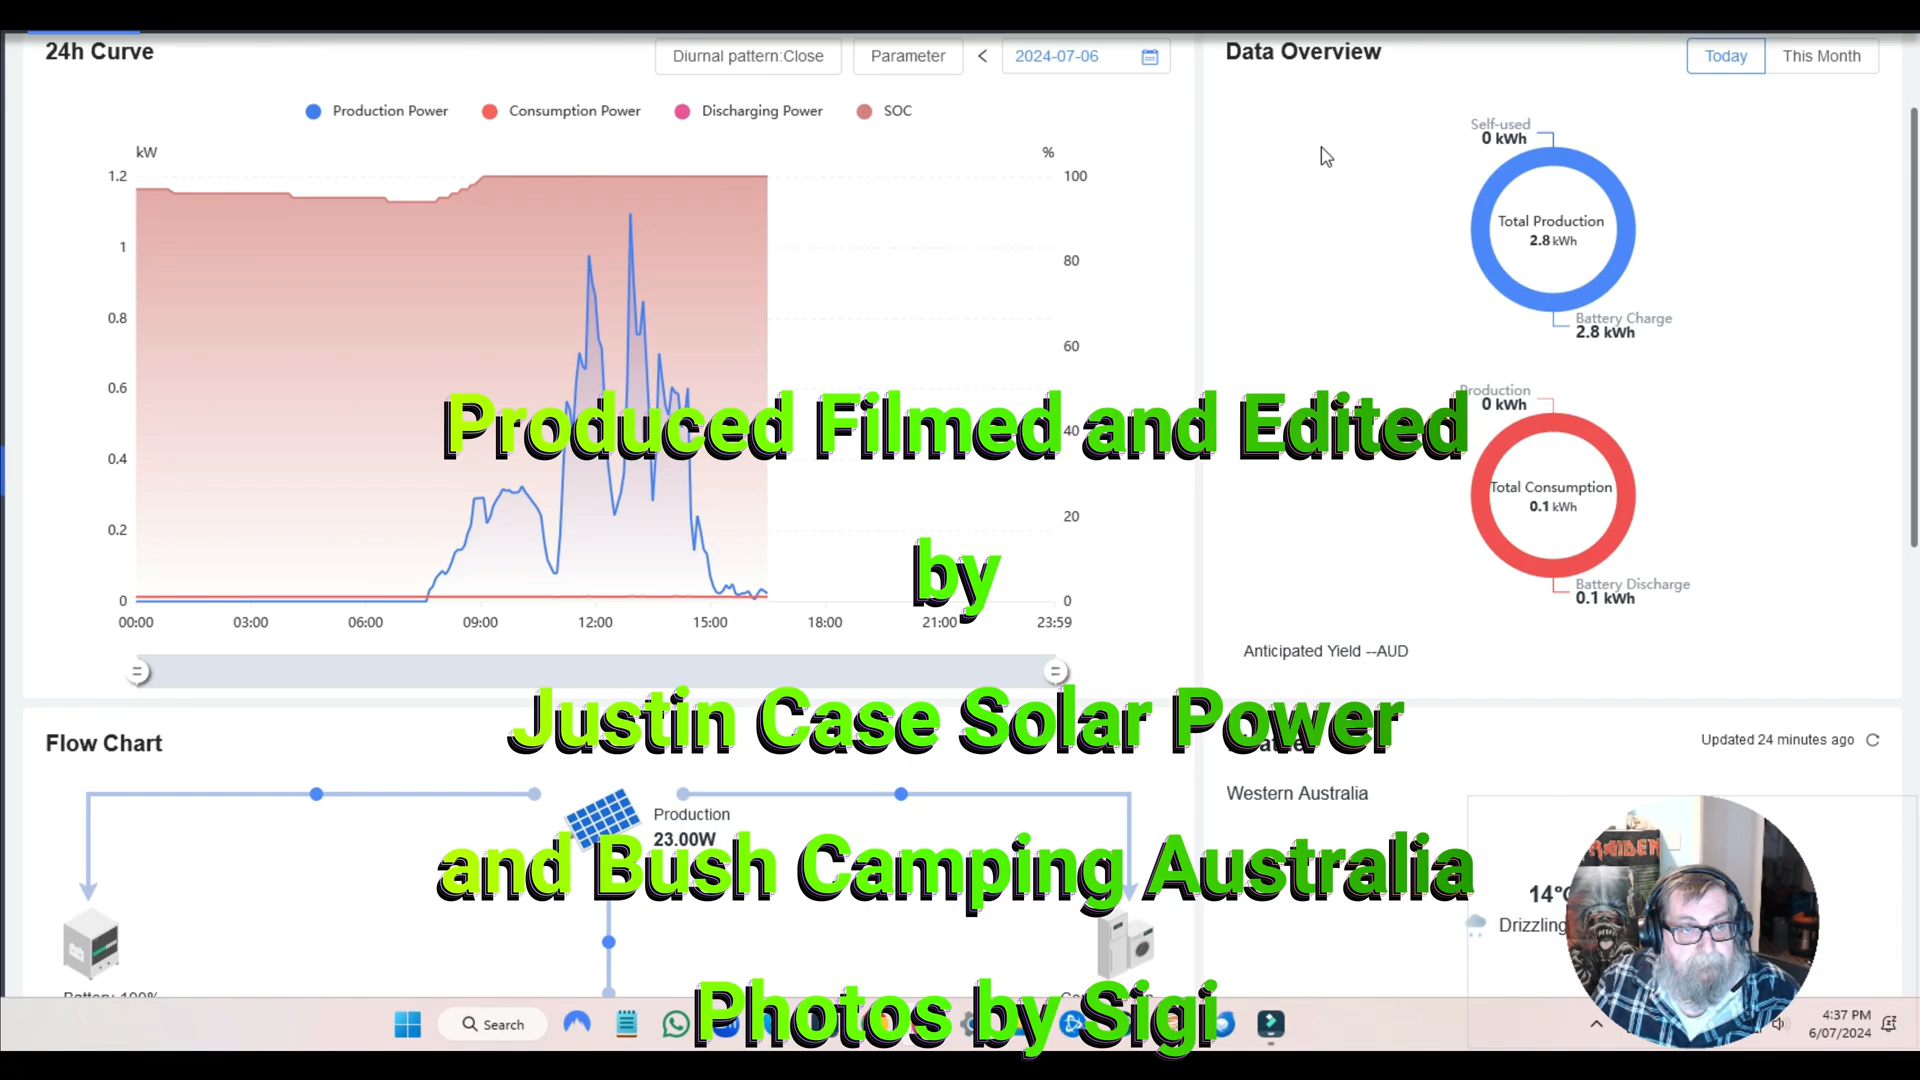 24h Curve
Diurnal pattern:Close
Parameter
<
2024-07-06
Production Power
Consumption Power
Discharging Power
SOC
kW
%
1.2
1
0.8
0.6
0.4
0.2
0
100
80
60
40
20
0
00:00
03:00
06:00
09:00
12:00
15:00
18:00
21:00
23:59
Data Overview
Today
This Month
Self-used
0 kWh
Total Production
2.8 kWh
Battery Charge
2.8 kWh
Production
0 kWh
Total Consumption
0.1 kWh
Battery Discharge
0.1 kWh
Anticipated Yield --AUD
Produced Filmed and Edited
by
Justin Case Solar Power
and Bush Camping Australia
Photos by Sigi
Flow Chart
Production
23.00W
Battery 100%
Updated 24 minutes ago
Western Australia
14°C
Drizzling
MAIDEN
Search
4:37 PM
6/07/2024